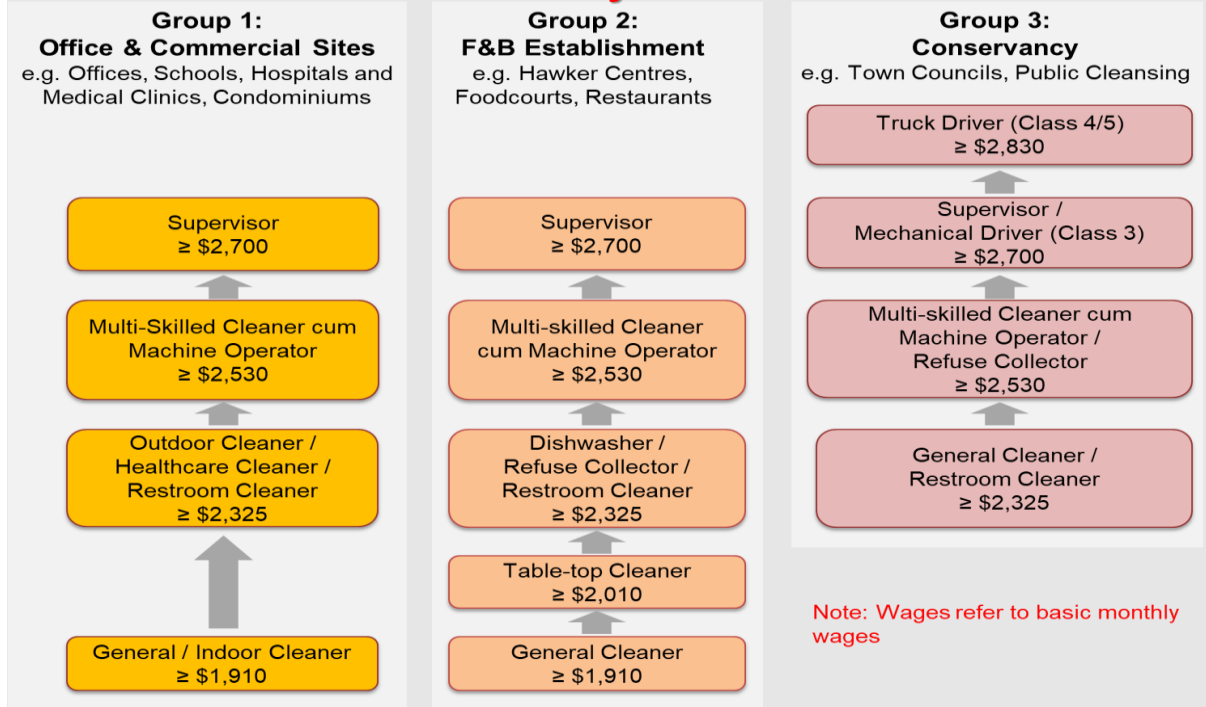 Group 1:
Office & Commercial Sites
e.g. Offices, Schools, Hospitals and
Medical Clinics, Condominiums
Supervisor
≥ $2,700
Multi-Skilled Cleaner cum
Machine Operator
≥ $2,530
Outdoor Cleaner /
Healthcare Cleaner /
Restroom Cleaner
≥ $2,325
General / Indoor Cleaner
≥ $1,910
Group 2:
F&B Establishment
e.g. Hawker Centres,
Foodcourts, Restaurants
Supervisor
≥ $2,700
Multi-skilled Cleaner
cum Machine Operator
≥ $2,530
Dishwasher /
Refuse Collector /
Restroom Cleaner
≥ $2,325
Table-top Cleaner
≥ $2,010
General Cleaner
≥ $1,910
Group 3:
Conservancy
e.g. Town Councils, Public Cleansing
Truck Driver (Class 4/5)
≥ $2,830
Supervisor /
Mechanical Driver (Class 3)
≥ $2,700
Multi-skilled Cleaner cum
Machine Operator /
Refuse Collector
≥ $2,530
General Cleaner /
Restroom Cleaner
≥ $2,325
Note: Wages refer to basic monthly
wages